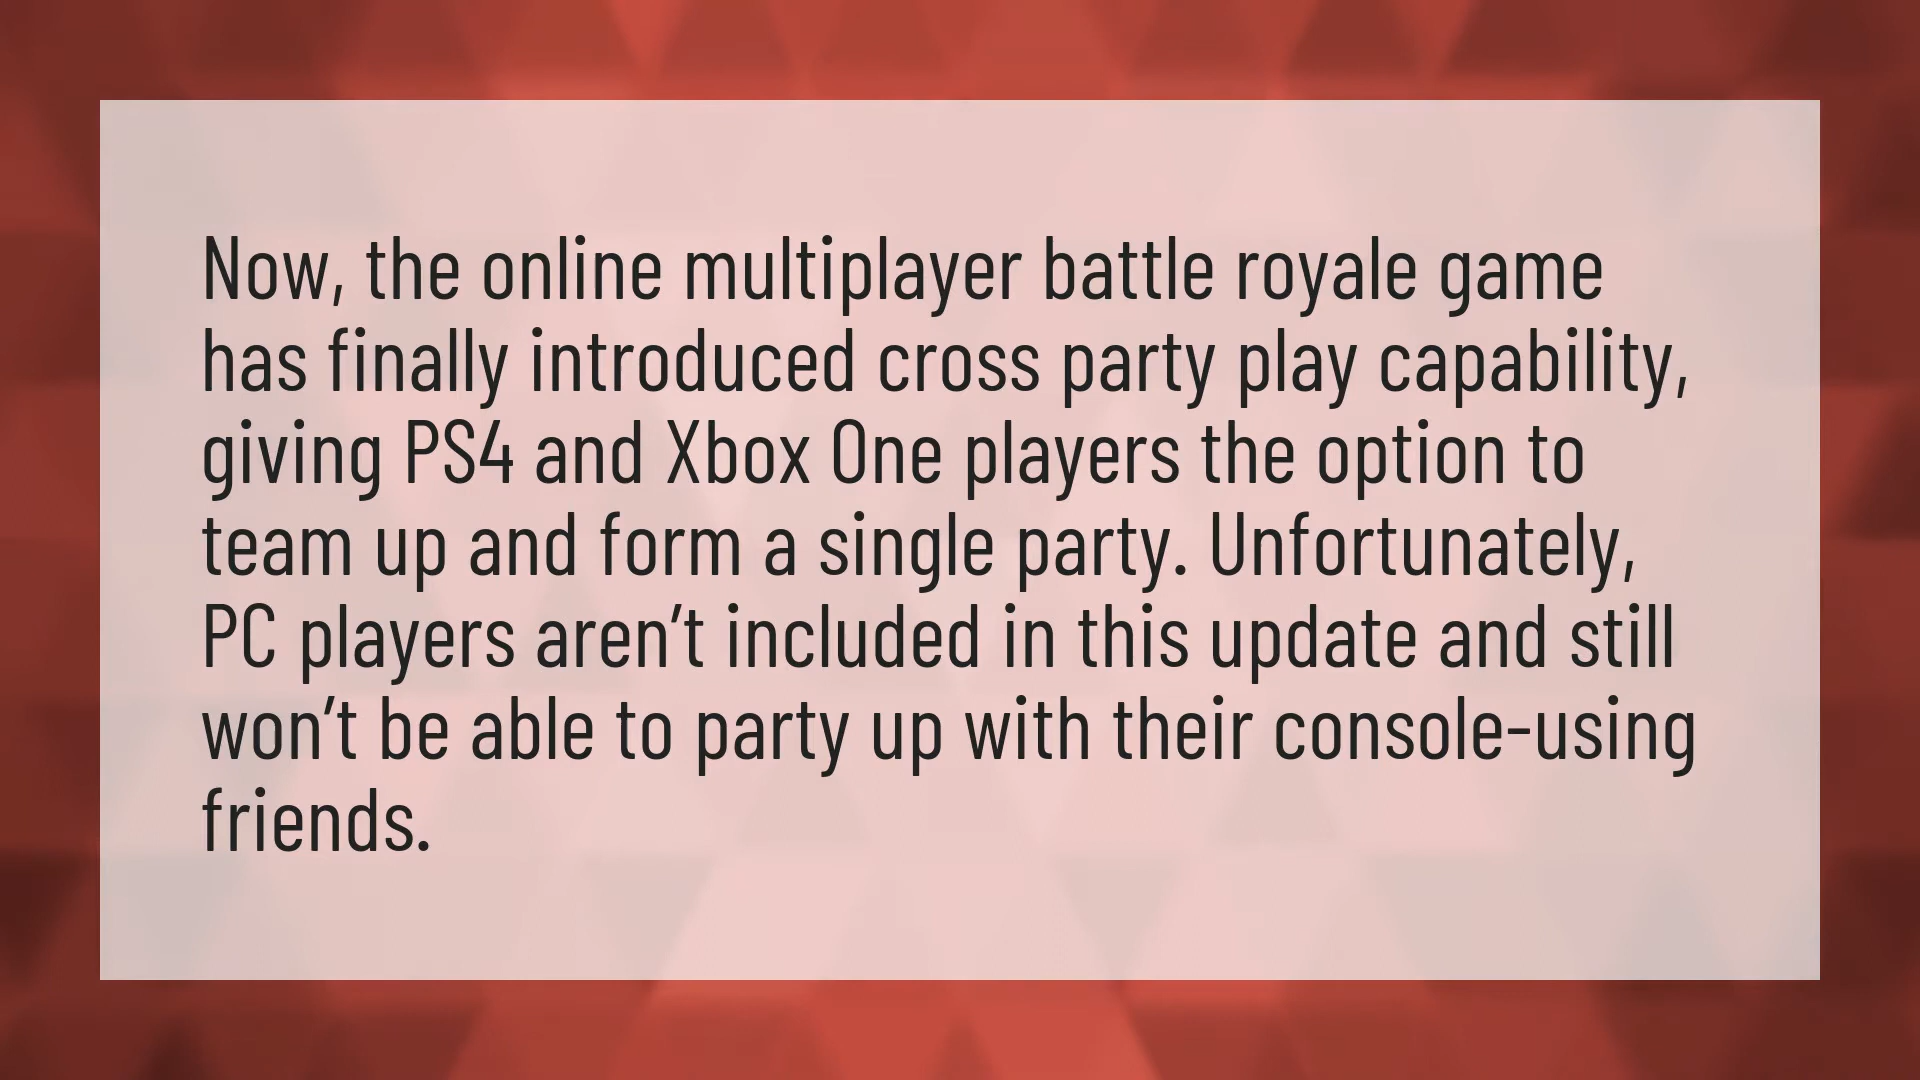 Now, the online multiplayer battle royale game
has finally introduced cross party play capability,
giving PS4 and Xbox One players the option to
team up and form a single party. Unfortunately,
PC players aren’t included in this update and still
won’t be able to party up with their console-using
friends.